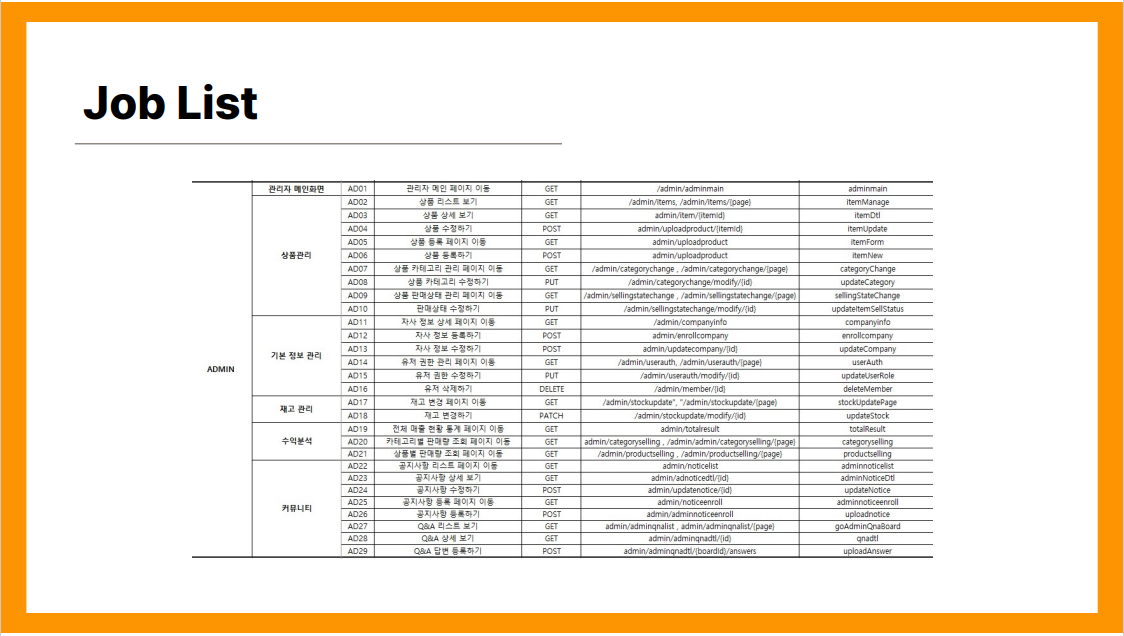 Job List
관리자 메인화면 AD01 관리자 메인 페이지 이동 GET /admin/adminmain adminmain
AD02 상품 리스트 보기 GET /admin/items, /admin/items/{page} itemManage
AD03 상품 상세 보기 GET admin/item/{itemId} itemDtl
AD04 상품 수정하기 POST admin/uploadproduct/{itemId} itemUpdate
AD05 상품 등록 페이지 이동 GET admin/uploadproduct itemForm
상품관리 AD06 상품 등록하기 POST admin/uploadproduct itemNew
AD07 상품 카테고리 관리 페이지 이동 GET /admin/categorychange , /admin/categorychange/{page} categoryChange
AD08 상품 카테고리 수정하기 PUT /admin/categorychange/modify/{id} updateCategory
AD09 상품 판매상태 관리 페이지 이동 GET /admin/sellingstatechange , /admin/sellingstatechange/{page} sellingStateChange
AD10 판매상태 수정하기 PUT /admin/sellingstatechange/modify/{id} updateItemSellStatus
AD11 자사 정보 상세 페이지 이동 GET /admin/companyinfo companyinfo
AD12 자사 정보 등록하기 POST admin/enrollcompany enrollcompany
기본 정보 관리 AD13 자사 정보 수정하기 POST admin/updatecompany/{id} updateCompany
ADMIN AD14 유저 권한 관리 페이지 이동 GET /admin/userauth, /admin/userauth/{page} userAuth
AD15 유저 권한 수정하기 PUT /admin/userauth/modify/{id} updateUserRole
AD16 유저 삭제하기 DELETE /admin/member/{id} deleteMember
재고 관리 AD17 재고 변경 페이지 이동 GET /admin/stockupdate", "/admin/stockupdate/{page} stockUpdatePage
AD18 재고 변경하기 PATCH /admin/stockupdate/modify/{id} updateStock
AD19 전체 매출 현황 통계 페이지 이동 GET admin/totalresult totalResult
수익분석 AD20 카테고리별 판매량 조회 페이지 이동 GET admin/categoryselling , /admin/admin/categoryselling/{page} categoryselling
AD21 상품별 판매량 조회 페이지 이동 GET /admin/productselling , /admin/productselling/{page} productselling
AD22 공지사항 리스트 페이지 이동 GET admin/noticelist adminnoticelist
AD23 공지사항 상세 보기 GET admin/adnoticedtl/{id} adminNoticeDtl
AD24 공지사항 수정하기 POST admin/updatenotice/{id} updateNotice
AD25 공지사항 등록 페이지 이동 GET admin/noticeenroll adminnoticeenroll
커뮤니티 AD26 공지사항 등록하기 POST admin/adminnoticeenroll uploadnotice
AD27 Q&A 리스트 보기 GET admin/adminqnalist , admin/adminqnalist/{page} goAdminQnaBoard
AD28 Q&A 상세 보기 GET admin/adminqnadtl/{id} qnadtl
AD29 Q&A 답변 등록하기 POST admin/adminqnadtl/{boardId}/answers uploadAnswer